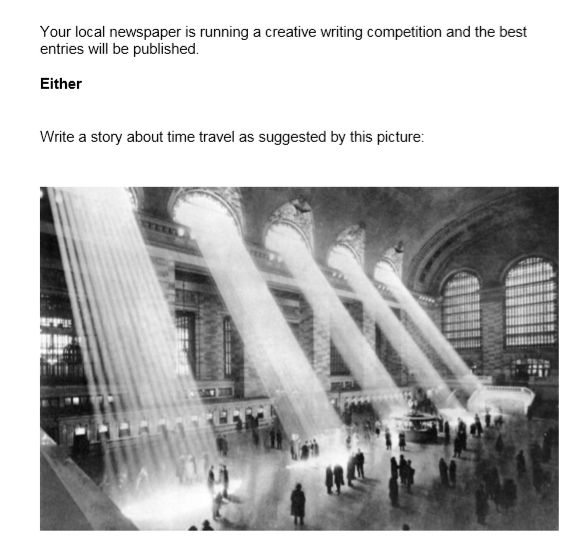 Your local newspaper is running a creative writing competition and the best
entries will be published.
Either
Write a story about time travel as suggested by this picture: